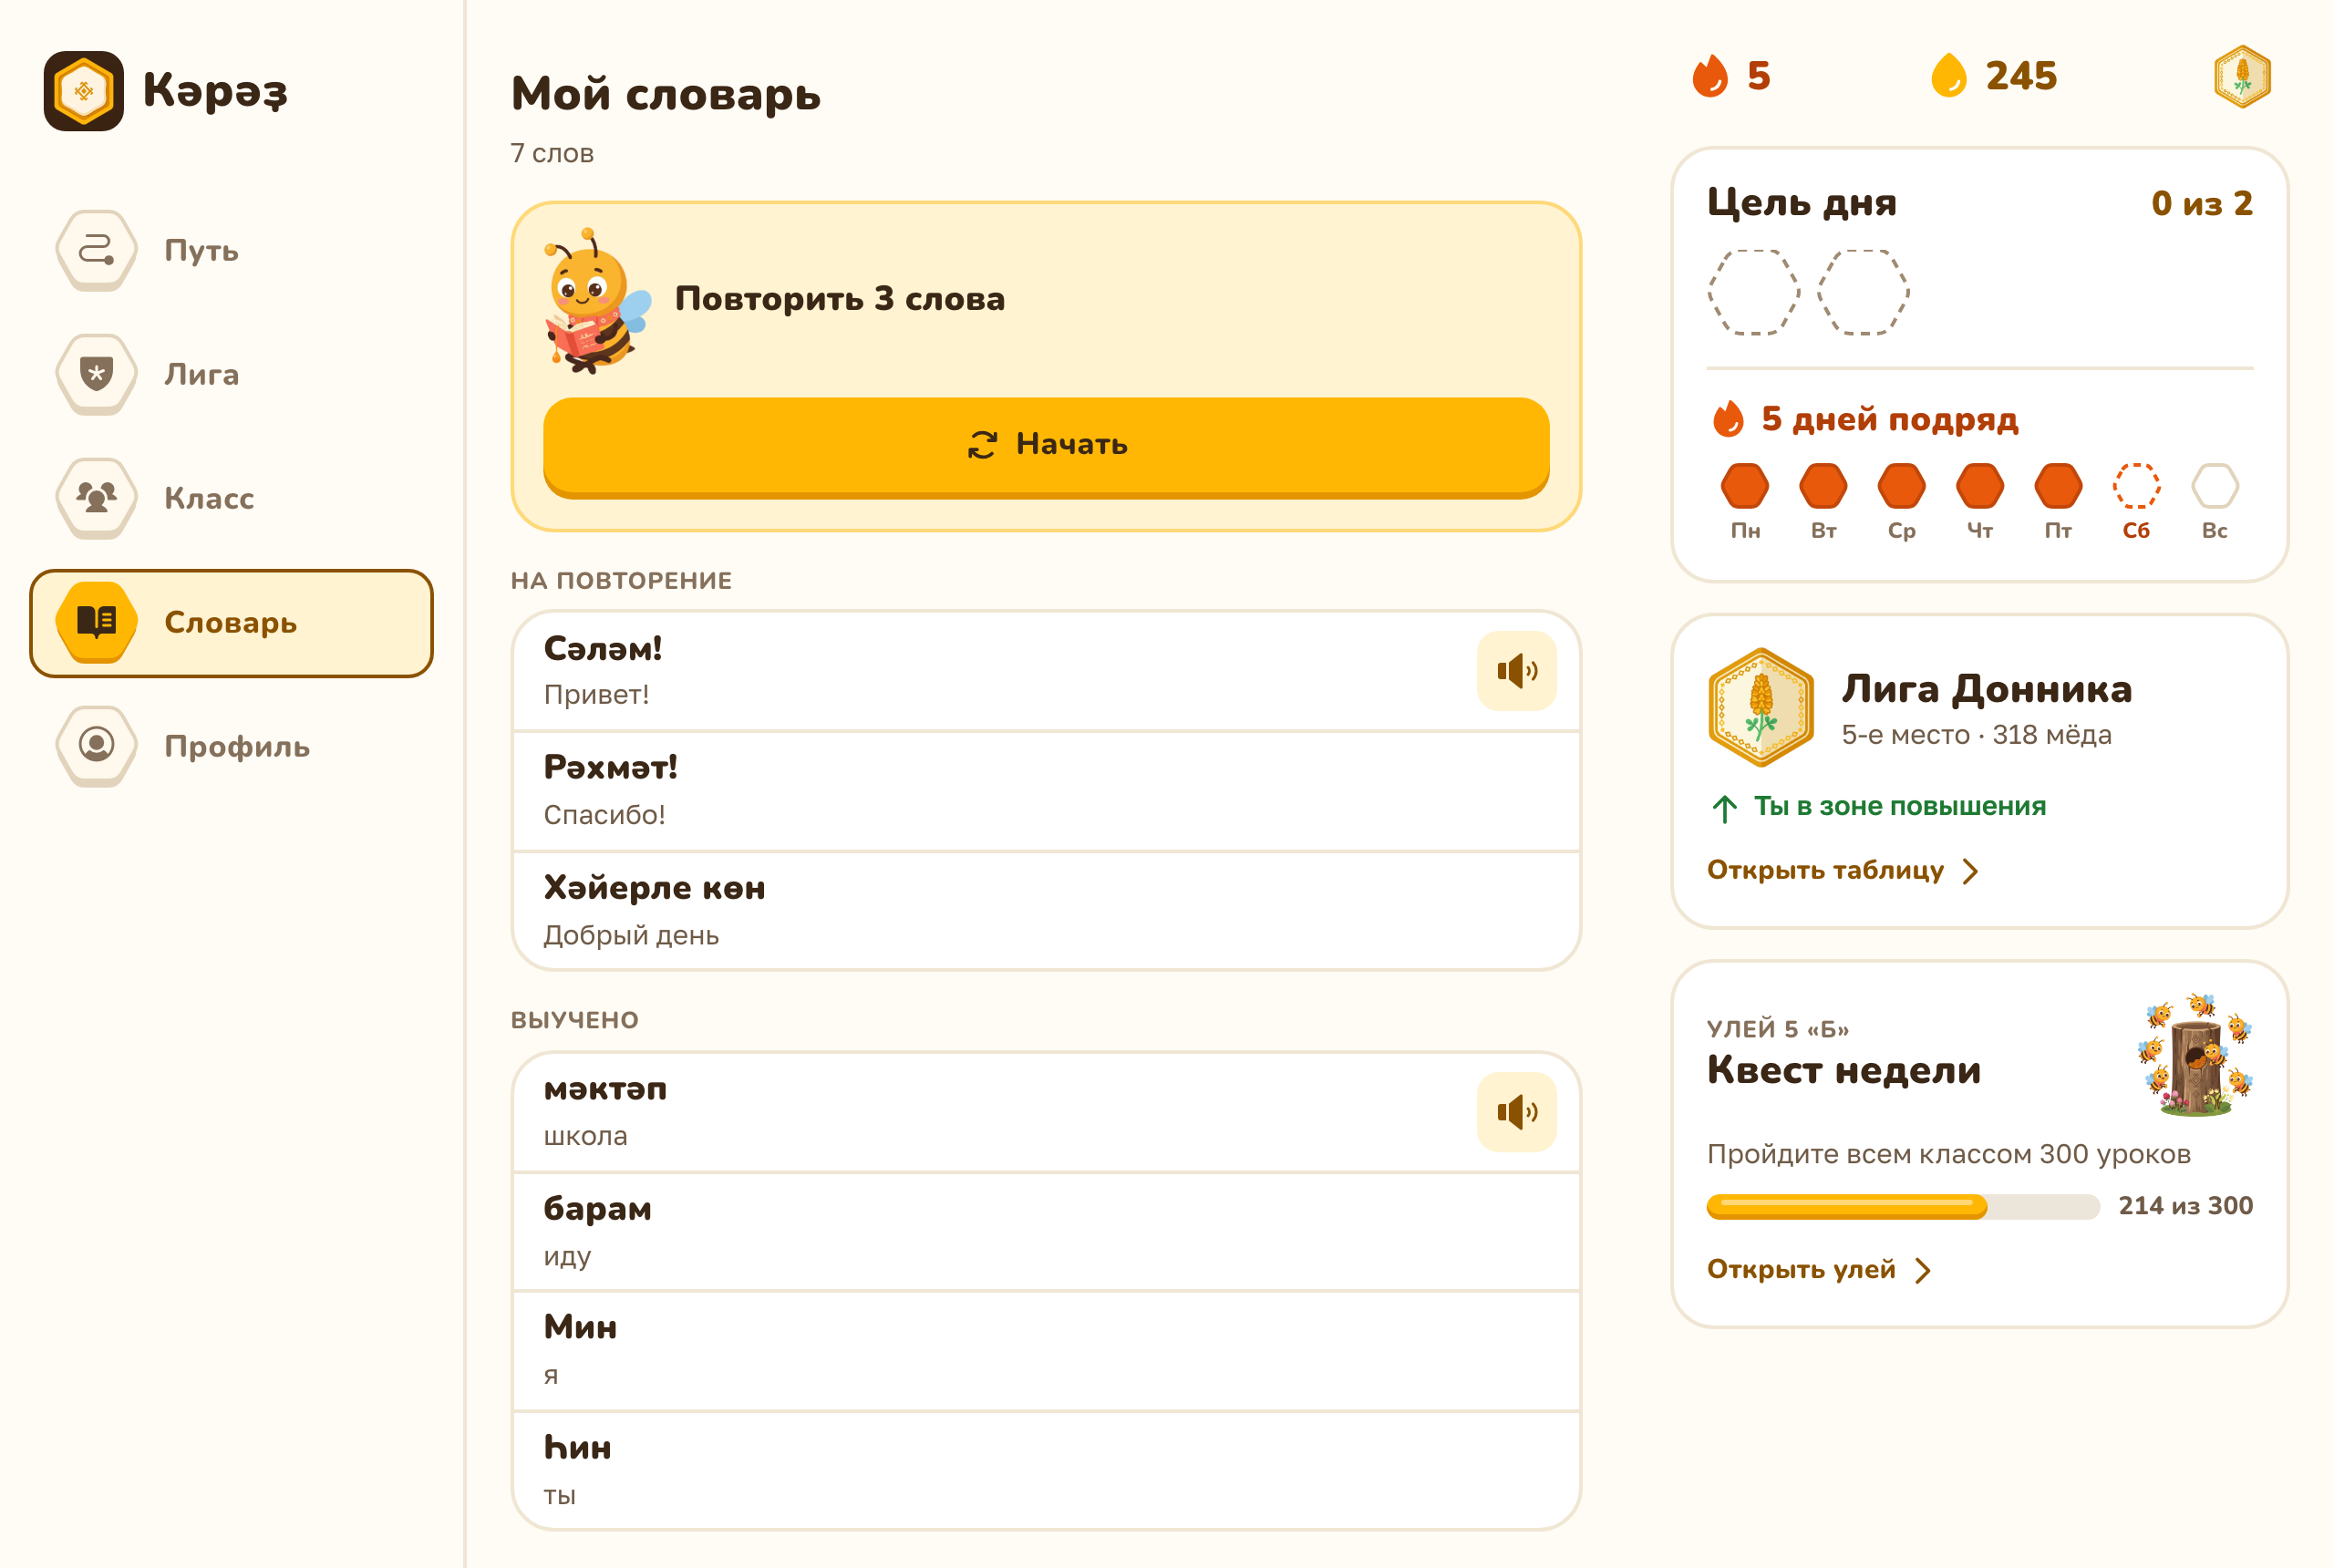 Кәрәҙ
Путь
Лига
Класс
Словарь
Профиль
Мой словарь
7 слов
Повторить 3 слова
Начать
НА ПОВТОРЕНИЕ
Сәләм!
Привет!
Рәхмәт!
Спасибо!
Хәйерле көн
Добрый день
ВЫУЧЕНО
мәктәп
школа
барам
иду
Мин
я
Һин
ты
5
245
Цель дня
0 из 2
5 дней подряд
Пн Вт Ср Чт Пт Сб Вс
Лига Донника
5-е место · 318 мёда
Ты в зоне повышения
Открыть таблицу
УЛЕЙ 5 «Б»
Квест недели
Пройдите всем классом 300 уроков
214 из 300
Открыть улей